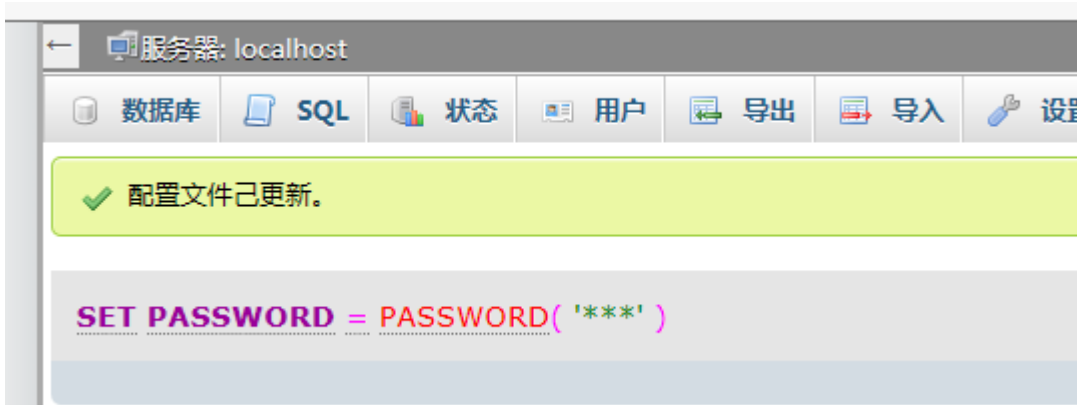 ← 服务器: localhost
数据库 SQL 状态 用户 导出 导入 设置
配置文件己更新。
SET PASSWORD = PASSWORD( '***' )